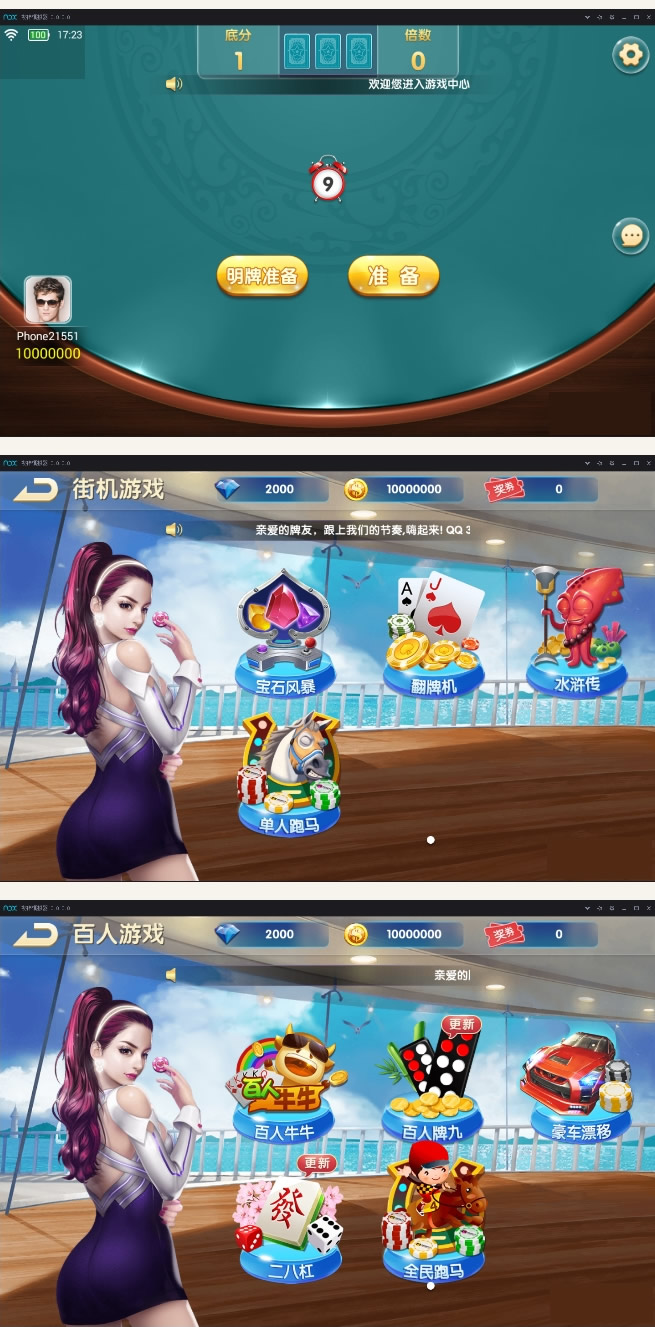 nox
100 17:23
底分
倍数
1
0
欢迎您进入游戏中心
9
明牌准备
准 备
Phone21551
10000000
nox
街机游戏
2000
10000000
奖券
0
亲爱的牌友，跟上我们的节奏,嗨起来! QQ 3
A
J
宝石风暴
翻牌机
水浒传
单人跑马
nox
百人游戏
2000
10000000
奖券
0
亲爱的
更新
百人牛牛
百人牛牛
百人牌九
豪车漂移
更新
發
二八杠
全民跑马